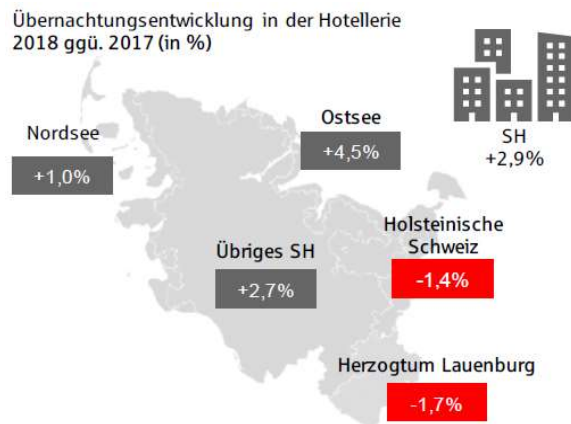 Übernachtungsentwicklung in der Hotellerie
2018 ggü. 2017 (in %)
SH
+2,9%
Nordsee
+1,0%
Ostsee
+4,5%
Übriges SH
+2,7%
Holsteinische
Schweiz
-1,4%
Herzogtum Lauenburg
-1,7%